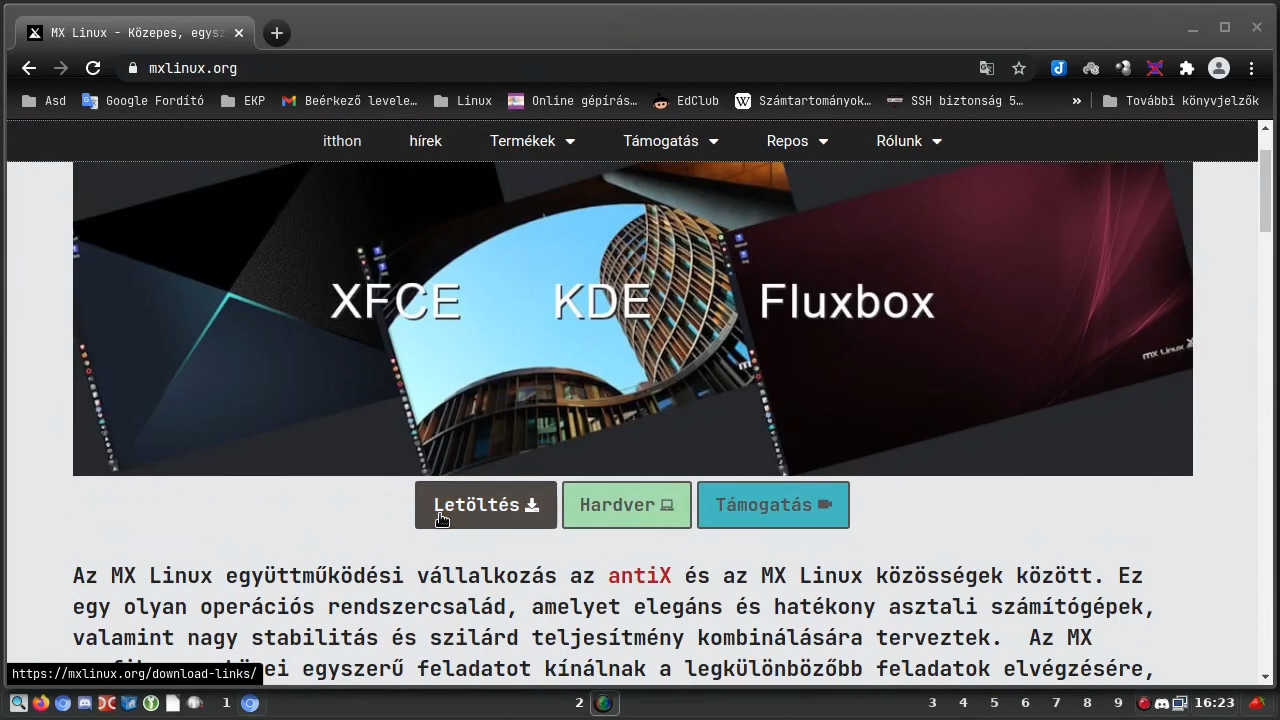 MX Linux - Közepes, egysz
mxlinux.org
Asd
Google Fordító
EKP
Beérkező levele…
Linux
Online gépírás…
EdClub
Számtartományok…
SSH biztonság 5…
»
További könyvjelzők
itthon
hírek
Termékek
Támogatás
Repos
Rólunk
XFCE KDE Fluxbox
MX Linux
Letöltés
Hardver
Támogatás
Az MX Linux együttműködési vállalkozás az antiX és az MX Linux közösségek között. Ez
egy olyan operációs rendszercsalád, amelyet elegáns és hatékony asztali számítógépek,
valamint nagy stabilitás és szilárd teljesítmény kombinálására terveztek. Az MX
egyszerű feladatot kínálnak a legkülönbözőbb feladatok elvégzésére,
https://mxlinux.org/download-links/
1
2
3 4 5 6 7 8 9
16:23